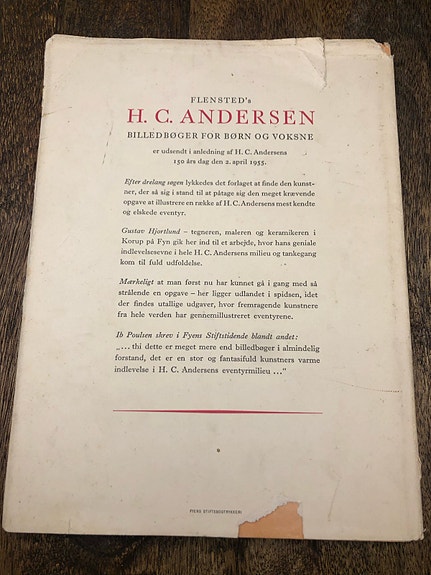 FLENSTED's
H. C. ANDERSEN
BILLEDBØGER FOR BØRN OG VOKSNE
er udsendt i anledning af H. C. Andersens
150 års dag den 2. april 1955.
Efter årelang søgen lykkedes det forlaget at finde den kunst-
ner, der så sig i stand til at påtage sig den meget krævende
opgave at illustrere en række af H. C. Andersens mest kendte
og elskede eventyr.
Gustav Hjortlund – tegneren, maleren og keramikeren i
Korup på Fyn gik her ind til et arbejde, hvor hans geniale
indlevelsesevne i hele H. C. Andersens milieu og tankegang
kom til fuld udfoldelse.
Mærkeligt at man først nu har kunnet gå i gang med så
strålende en opgave – her ligger udlandet i spidsen, idet
der findes utallige udgaver, hvor fremragende kunstnere
fra hele verden har gennemillustreret eventyrene.
Ib Poulsen skrev i Fyens Stiftstidende blandt andet:
„... thi dette er meget mere end billedbøger i almindelig
forstand, det er en stor og fantasifuld kunstners varme
indlevelse i H. C. Andersens eventyrmilieu ...”
FYENS STIFTSBOGTRYKKERI